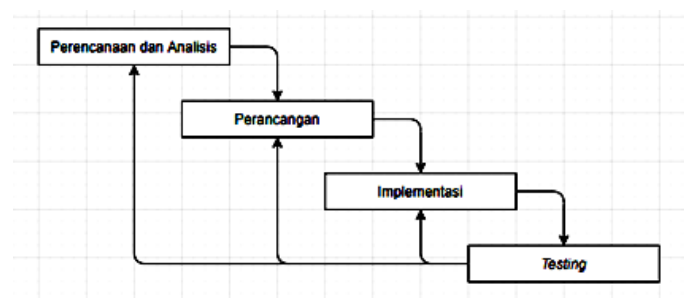 Perencanaan dan Analisis
Perancangan
Implementasi
Testing